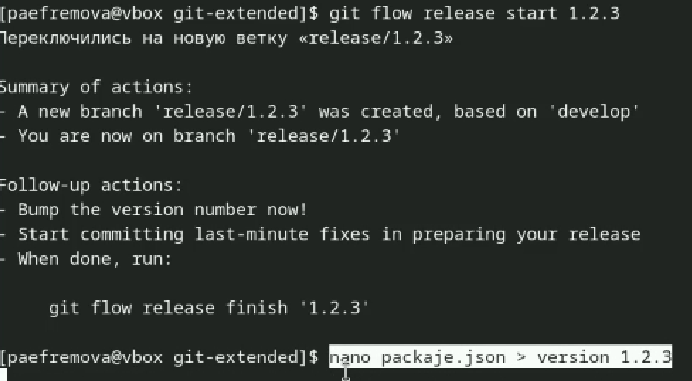 [paefremova@vbox git-extended]$ git flow release start 1.2.3
Переключились на новую ветку «release/1.2.3»
Summary of actions:
- A new branch 'release/1.2.3' was created, based on 'develop'
- You are now on branch 'release/1.2.3'
Follow-up actions:
- Bump the version number now!
- Start committing last-minute fixes in preparing your release
- When done, run:
git flow release finish '1.2.3'
[paefremova@vbox git-extended]$ nano packaje.json > version 1.2.3